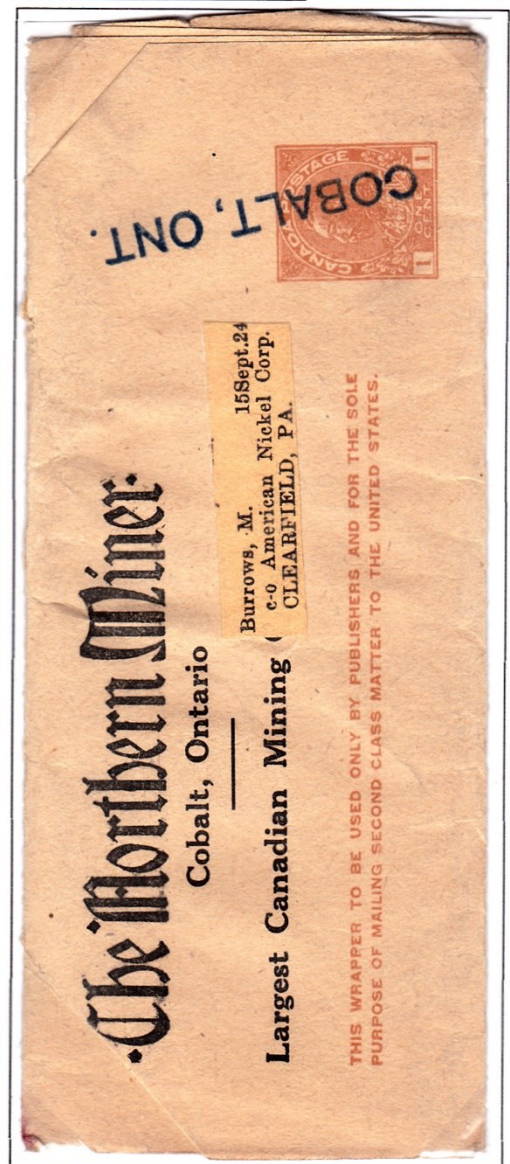 The Northern Miner
Cobalt, Ontario
Largest Canadian Mining
Burrows, M. 15Sept.24
c-o American Nickel Corp.
CLEARFIELD, PA.
COBALT, ONT.
CANADA POSTAGE
1 ONE CENT 1
THIS WRAPPER TO BE USED ONLY BY PUBLISHERS AND FOR THE SOLE
PURPOSE OF MAILING SECOND CLASS MATTER TO THE UNITED STATES.